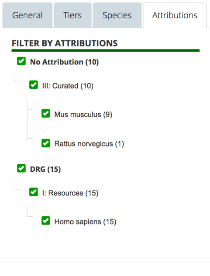 General Tiers Species Attributions
FILTER BY ATTRIBUTIONS
No Attribution (10)
III: Curated (10)
Mus musculus (9)
Rattus norvegicus (1)
DRG (15)
I: Resources (15)
Homo sapiens (15)